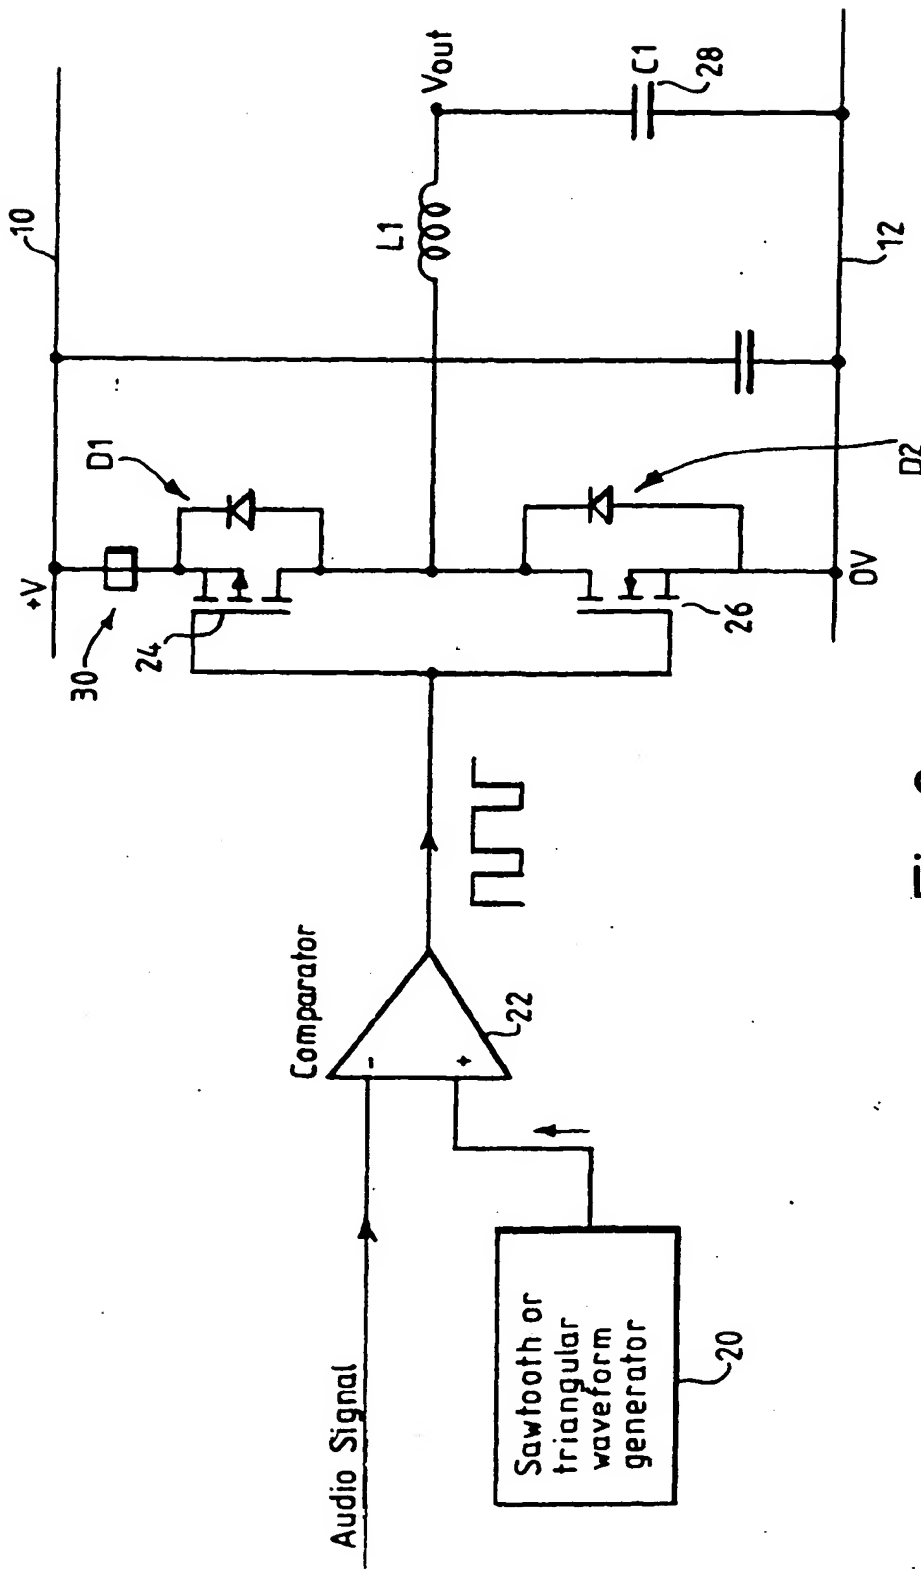 Audio Signal
Sawtooth or
triangular
waveform
generator
20
Comparator
-
+
22
30
+V
10
24
D1
L1
Vout
C1
28
26
0V
D2
12